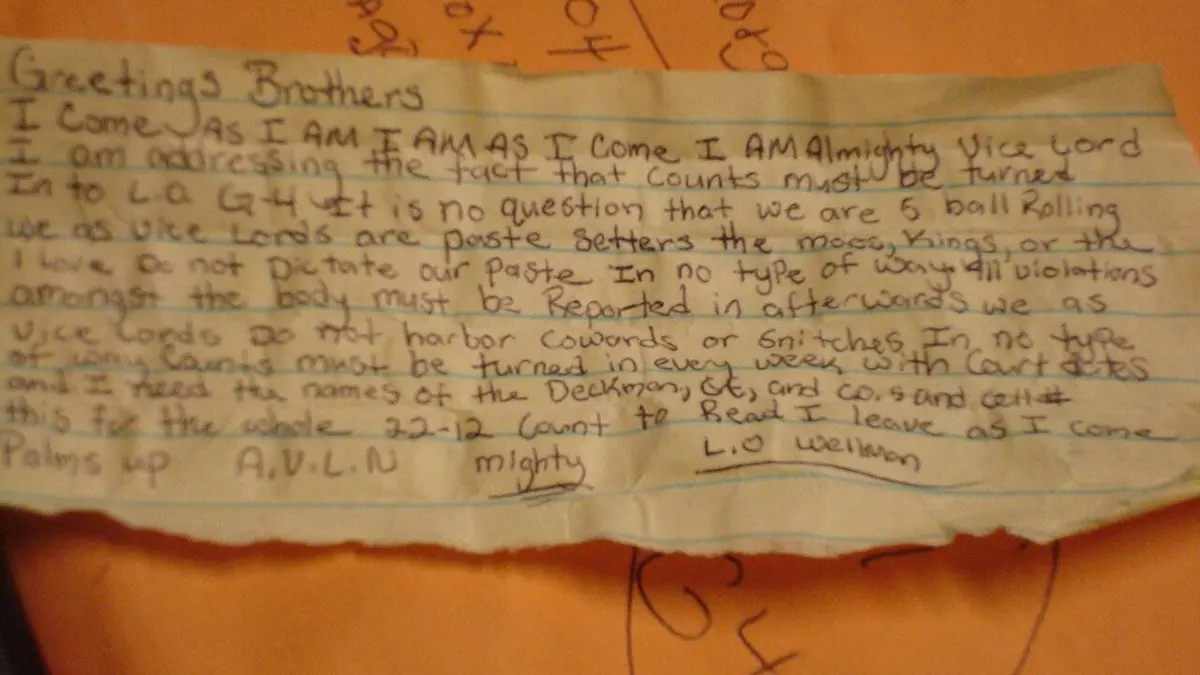 Greetings Brothers
I Come As I AM I AM AS I Come I AM Almighty Vice Lord
I am addressing the fact that counts must be turned
In to L.a G4 It is no question that we are 5 ball Rolling
we as vice Lords are paste setters the moes, Kings, or the
I Love Do not Dictate our paste In no type of way. All violations
amongst the body must be Reported in afterwards we as
Vice Lords Do not harbor cowords or snitches In no type
of way Counts must be turned in every week with Court dates
and I need the names of the Deckman, St, and co.s and cell#
this for the whole 22-12 Count to Read I leave as I come
Palms up A.V.L.N mighty L.O Wellman